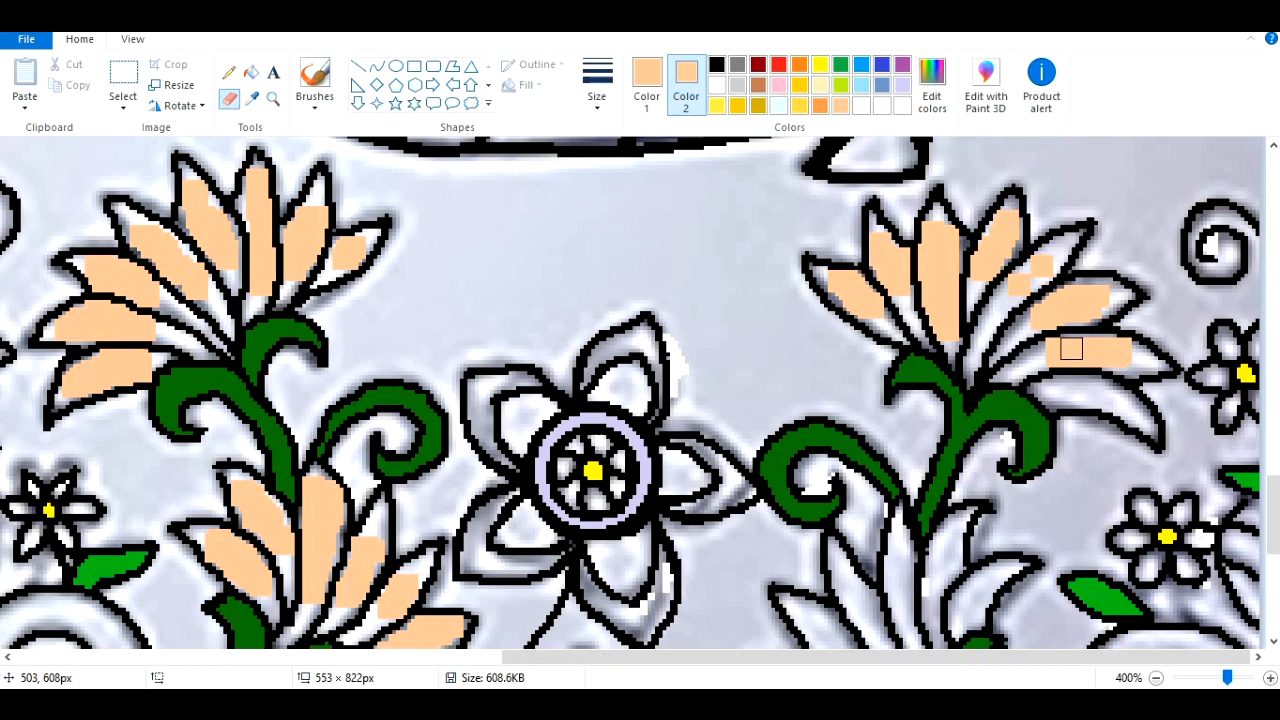 File Home View
Paste
Cut
Copy
Clipboard
Select
Crop
Resize
Rotate
Image
A
Tools
Brushes
Outline
Fill
Shapes
Size
Color
1
Color
2
Edit
colors
Colors
Edit with
Paint 3D
Product
alert
503, 608px
553 × 822px
Size: 608.6KB
400%